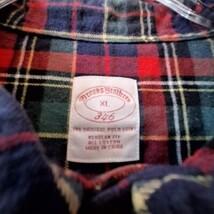 Brooks Brothers
XL
346
THE ORIGINAL POLO SHIRT
REGULAR FIT
ALL COTTON
MADE IN CHINA